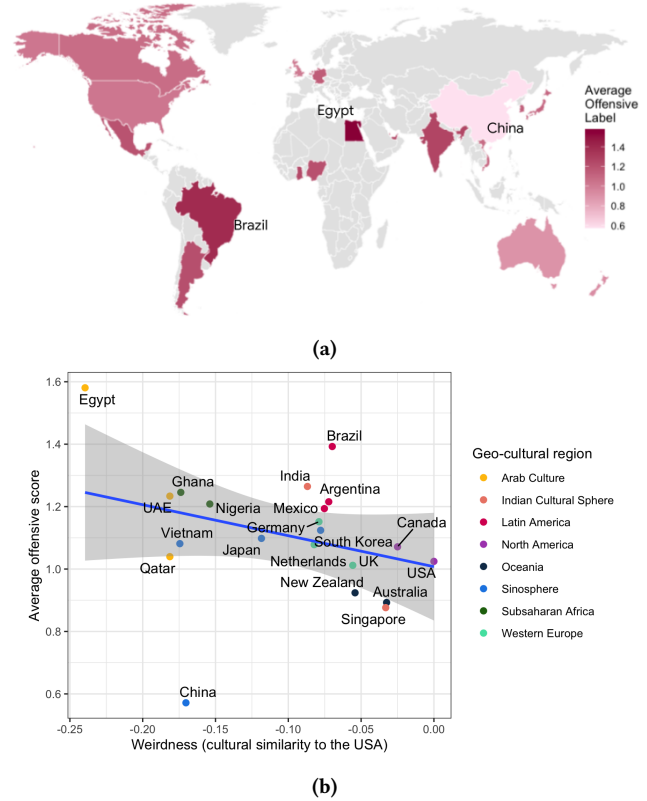 Egypt
China
Brazil
Average
Offensive
Label
1.4
1.2
1.0
0.8
0.6
(a)
Average offensive score
1.6
1.4
1.2
1.0
0.8
0.6
Egypt
Brazil
India
Ghana
Argentina
UAE
Nigeria
Mexico
Canada
Vietnam
Germany
South Korea
Japan
Qatar
Netherlands
UK
USA
New Zealand
Australia
Singapore
China
-0.25
-0.20
-0.15
-0.10
-0.05
0.00
Weirdness (cultural similarity to the USA)
Geo-cultural region
Arab Culture
Indian Cultural Sphere
Latin America
North America
Oceania
Sinosphere
Subsaharan Africa
Western Europe
(b)